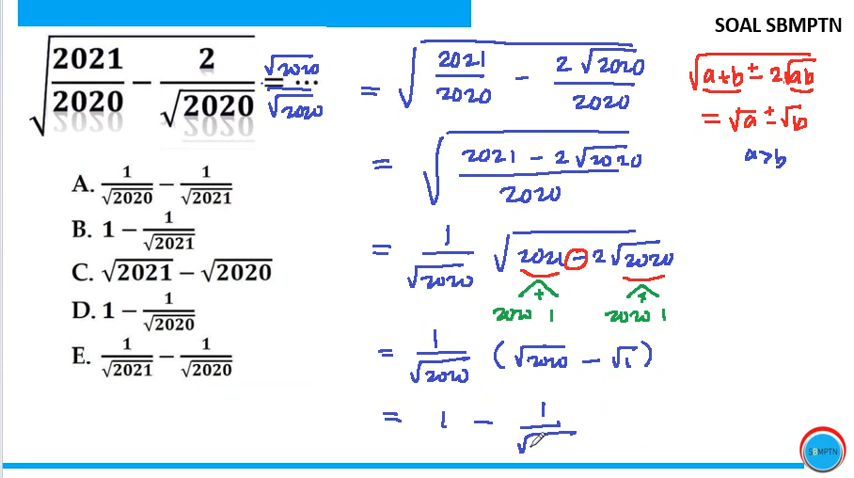 SOAL SBMPTN
√(2021/2020 − 2/√2020) = ⋯
· √2020/√2020
A. 1/√2020 − 1/√2021
B. 1 − 1/√2021
C. √2021 − √2020
D. 1 − 1/√2020
E. 1/√2021 − 1/√2020
= √(2021/2020 − 2√2020/2020)
= √((2021 − 2√2020)/2020)
= 1/√2020 √(2021 − 2√2020)
+ ×
2020 1 2020 1
= 1/√2020 (√2020 − √1)
= 1 − 1/√
√(a+b ± 2√ab)
= √a ± √b
a>b
SBMPTN